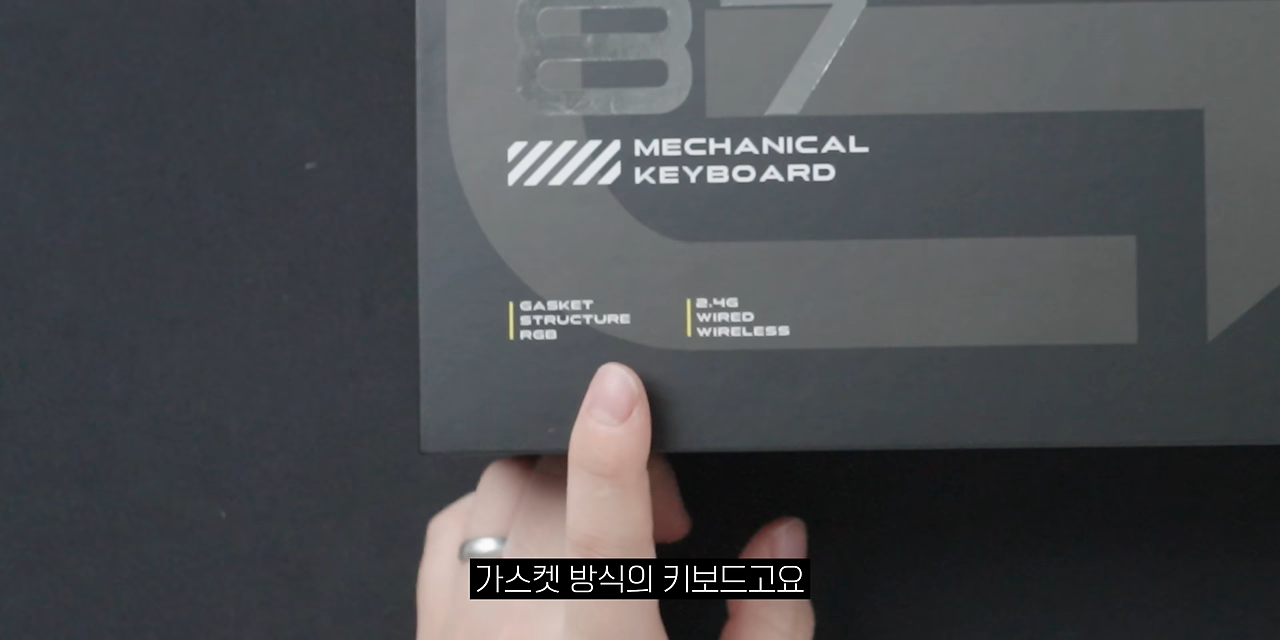 87
MECHANICAL
KEYBOARD
GASKET
STRUCTURE
RGB
2.4G
WIRED
WIRELESS
가스켓 방식의 키보드고요